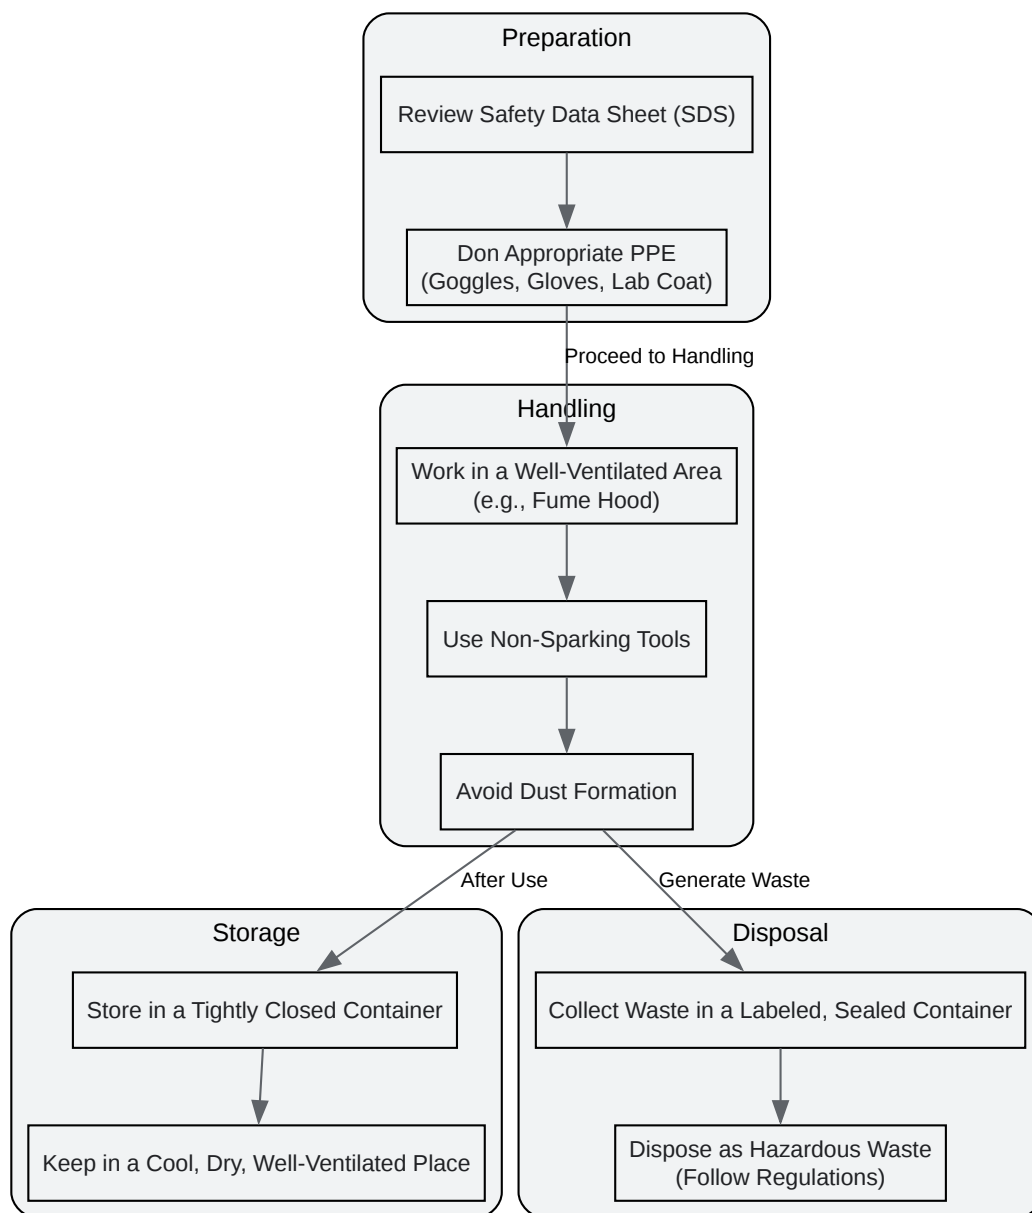 Preparation
Review Safety Data Sheet (SDS)
Don Appropriate PPE
(Goggles, Gloves, Lab Coat)
Proceed to Handling
Handling
Work in a Well-Ventilated Area
(e.g., Fume Hood)
Use Non-Sparking Tools
Avoid Dust Formation
After Use
Generate Waste
Storage
Store in a Tightly Closed Container
Keep in a Cool, Dry, Well-Ventilated Place
Disposal
Collect Waste in a Labeled, Sealed Container
Dispose as Hazardous Waste
(Follow Regulations)